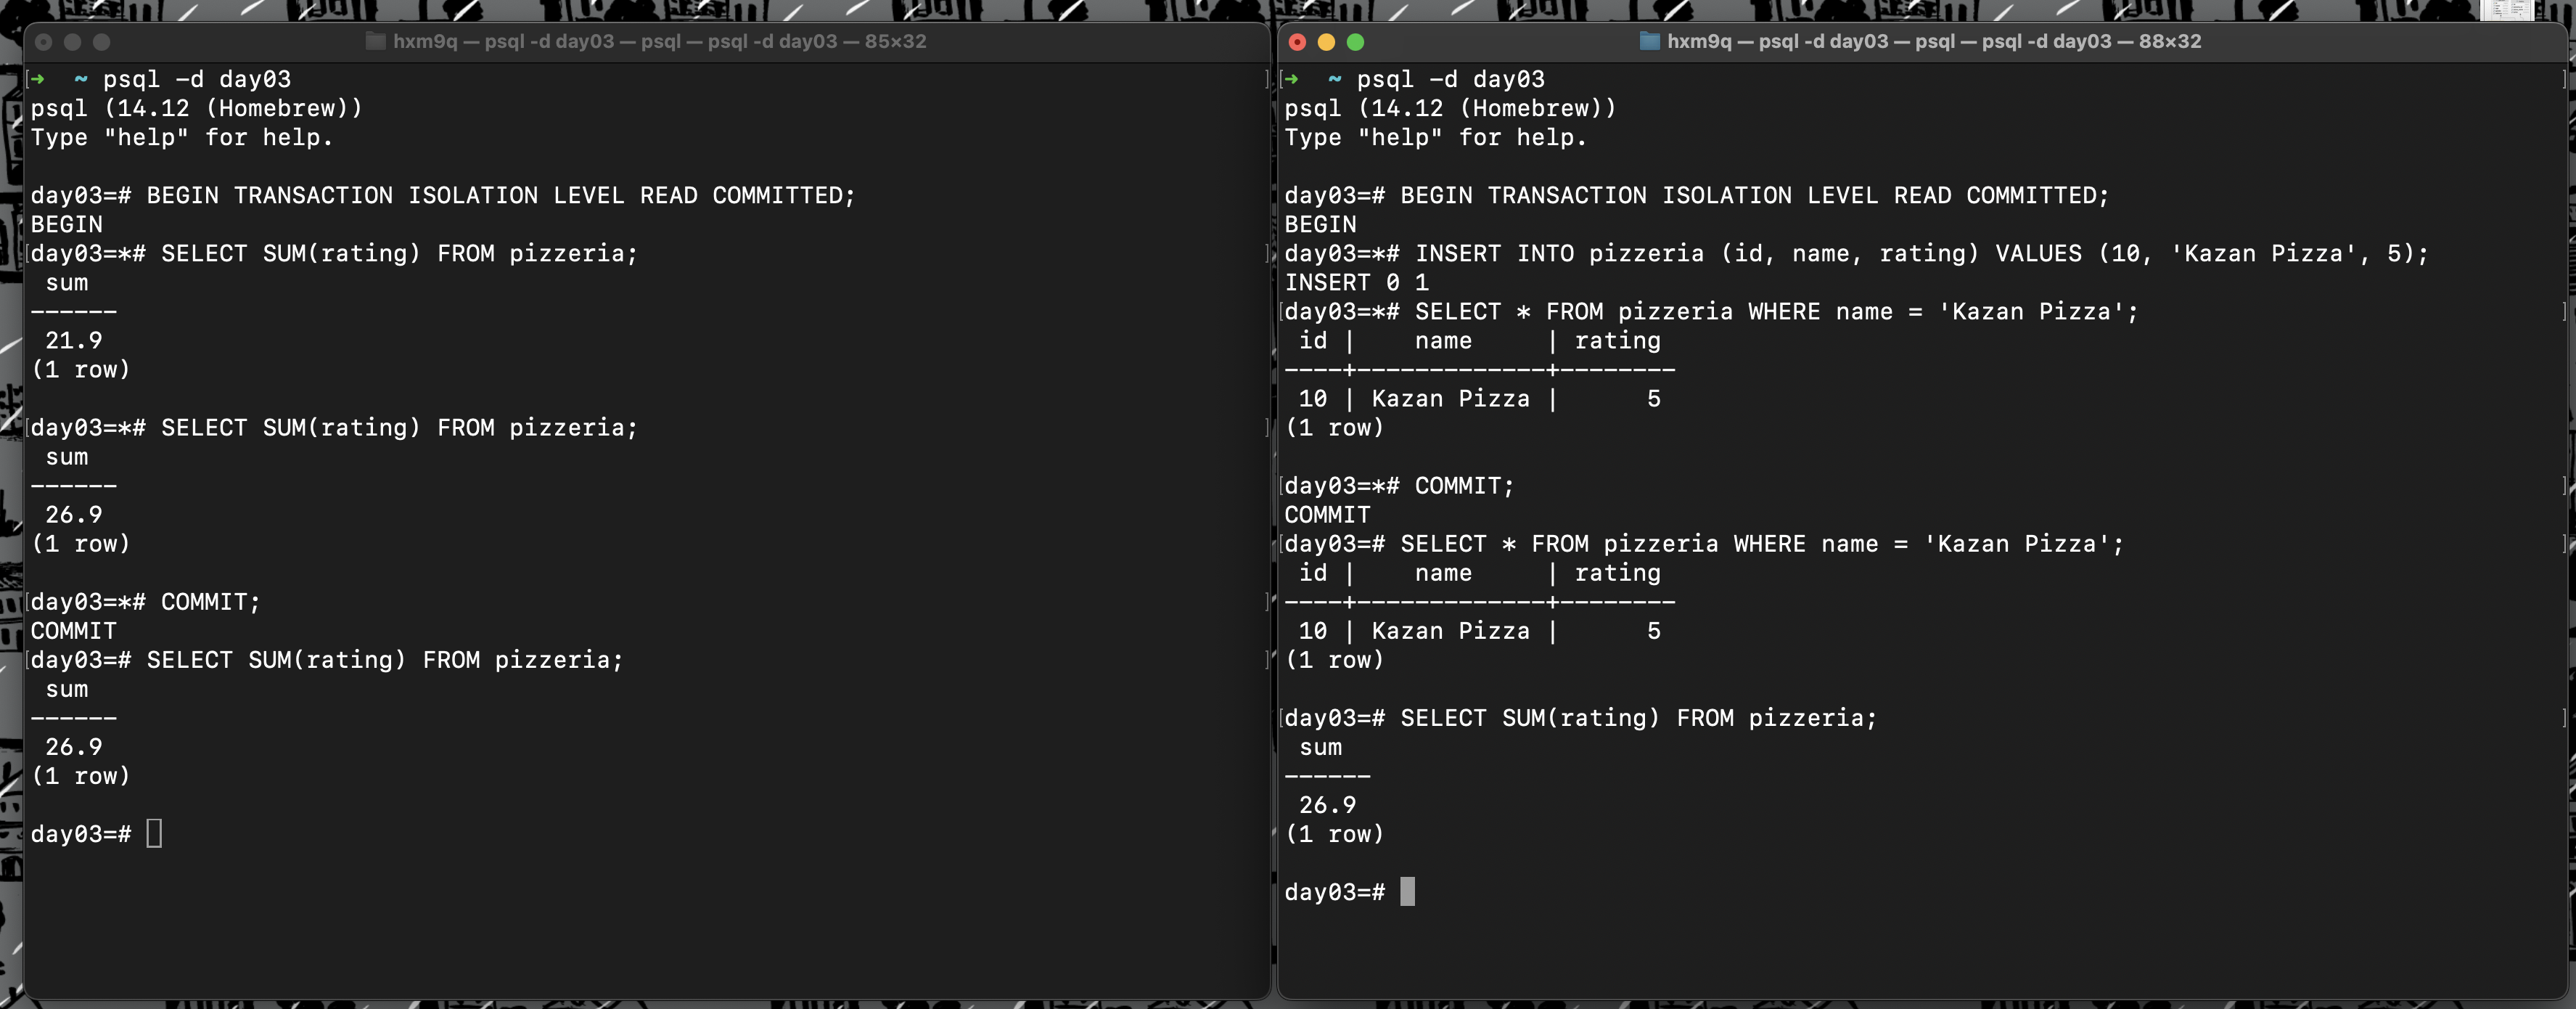 hxm9q — psql -d day03 — psql — psql -d day03 — 85×32
➜  ~ psql -d day03
psql (14.12 (Homebrew))
Type "help" for help.
day03=# BEGIN TRANSACTION ISOLATION LEVEL READ COMMITTED;
BEGIN
day03=*# SELECT SUM(rating) FROM pizzeria;
 sum
------
 21.9
(1 row)
day03=*# SELECT SUM(rating) FROM pizzeria;
 sum
------
 26.9
(1 row)
day03=*# COMMIT;
COMMIT
day03=# SELECT SUM(rating) FROM pizzeria;
 sum
------
 26.9
(1 row)
day03=#
hxm9q — psql -d day03 — psql — psql -d day03 — 88×32
➜  ~ psql -d day03
psql (14.12 (Homebrew))
Type "help" for help.
day03=# BEGIN TRANSACTION ISOLATION LEVEL READ COMMITTED;
BEGIN
day03=*# INSERT INTO pizzeria (id, name, rating) VALUES (10, 'Kazan Pizza', 5);
INSERT 0 1
day03=*# SELECT * FROM pizzeria WHERE name = 'Kazan Pizza';
 id |    name     | rating
----+-------------+--------
 10 | Kazan Pizza |      5
(1 row)
day03=*# COMMIT;
COMMIT
day03=# SELECT * FROM pizzeria WHERE name = 'Kazan Pizza';
 id |    name     | rating
----+-------------+--------
 10 | Kazan Pizza |      5
(1 row)
day03=# SELECT SUM(rating) FROM pizzeria;
 sum
------
 26.9
(1 row)
day03=#